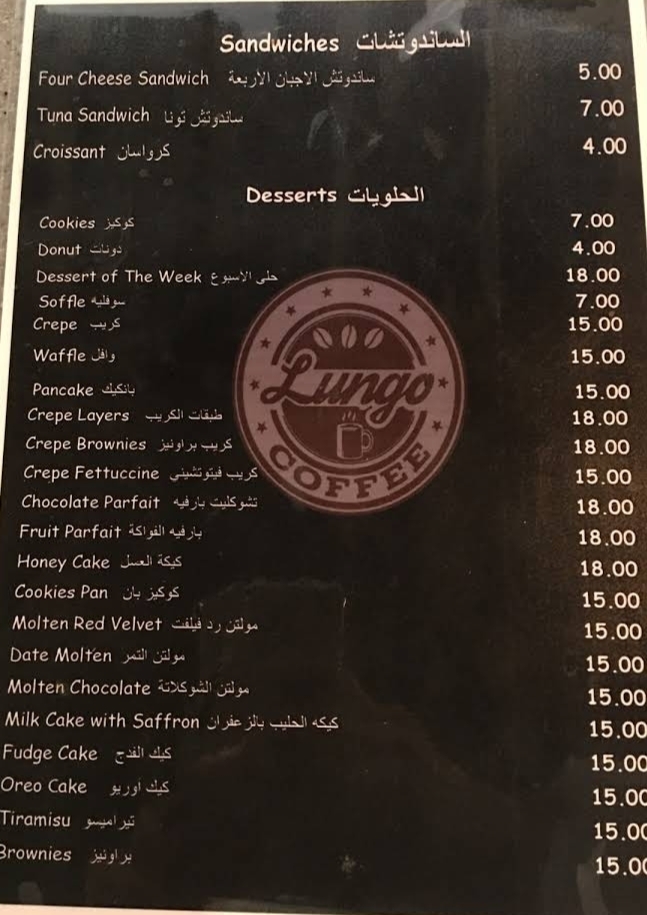 Sandwiches الساندوتشات
Four Cheese Sandwich ساندوتش الاجبان الاربعة 5.00
Tuna Sandwich ساندوتش تونا 7.00
Croissant كرواسان 4.00
Desserts الحلويات
Cookies كوكيز 7.00
Donut دونات 4.00
Dessert of The Week حلى الاسبوع 18.00
Soffle سوفليه 7.00
Crepe كريب 15.00
Waffle وافل 15.00
Pancake بانكيك 15.00
Crepe Layers طبقات الكريب 18.00
Crepe Brownies كريب براونيز 18.00
Crepe Fettuccine كريب فيتوتشيني 15.00
Chocolate Parfait تشوكليت بارفيه 18.00
Fruit Parfait بارفيه الفواكة 18.00
Honey Cake كيكة العسل 18.00
Cookies Pan كوكيز بان 15.00
Molten Red Velvet مولتن رد فيلفت 15.00
Date Molten مولتن التمر 15.00
Molten Chocolate مولتن الشوكلاتة 15.00
Milk Cake with Saffron كيكه الحليب بالزعفران 15.00
Fudge Cake كيك الفدج 15.00
Oreo Cake كيك أوريو 15.00
Tiramisu تيراميسو 15.00
Brownies براونيز 15.00
Lungo
COFFEE